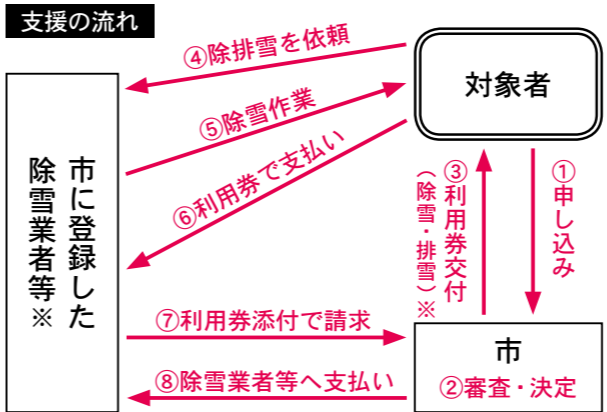 支援の流れ
④除排雪を依頼
対象者
⑤除雪作業
⑥利用券で支払い
市に登録した
除雪業者等※
①申し込み
③利用券交付
（除雪・排雪）※
⑦利用券添付で請求
市
②審査・決定
⑧除雪業者等へ支払い